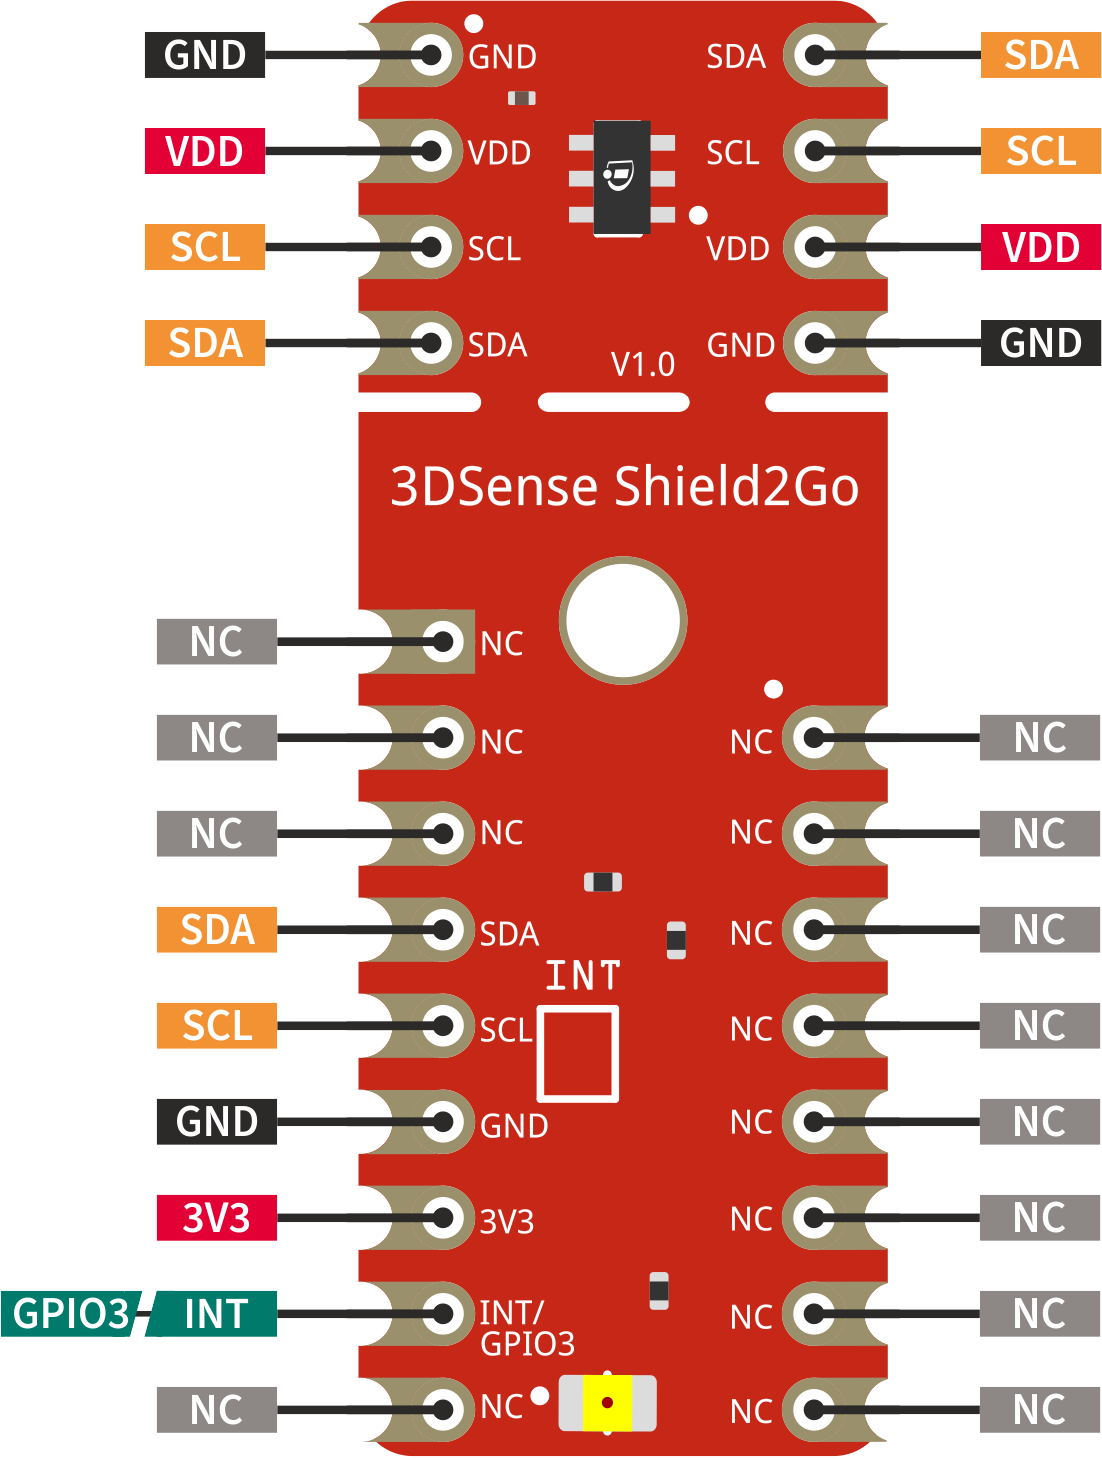 GND GND SDA SDA
VDD VDD SCL SCL
SCL SCL VDD VDD
SDA SDA GND GND
V1.0
3DSense Shield2Go
NC NC
NC NC NC NC
NC NC NC NC
SDA SDA NC NC
INT
SCL SCL NC NC
GND GND NC NC
3V3 3V3 NC NC
GPIO3 INT INT/ NC NC
GPIO3
NC NC NC NC